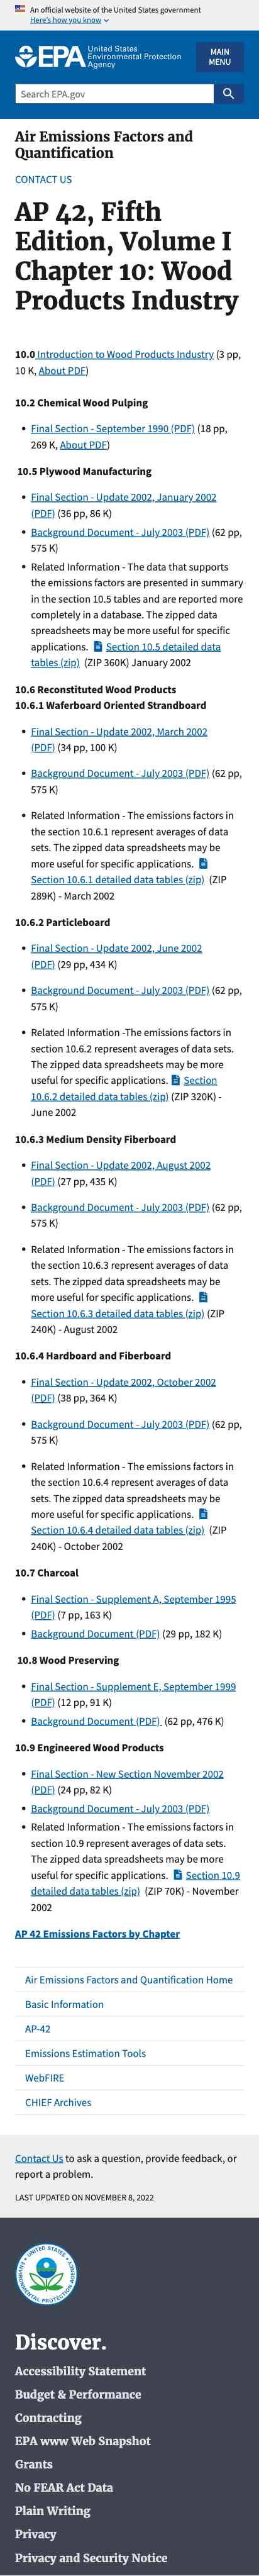 An official website of the United States government
Here's how you know
EPA United States Environmental Protection Agency
MAIN MENU
Search EPA.gov
Air Emissions Factors and
Quantification
CONTACT US
AP 42, Fifth
Edition, Volume I
Chapter 10: Wood
Products Industry
10.0 Introduction to Wood Products Industry (3 pp,
10 K, About PDF)
10.2 Chemical Wood Pulping
• Final Section - September 1990 (PDF) (18 pp,
269 K, About PDF)
10.5 Plywood Manufacturing
• Final Section - Update 2002, January 2002
(PDF) (36 pp, 86 K)
• Background Document - July 2003 (PDF) (62 pp,
575 K)
• Related Information - The data that supports
the emissions factors are presented in summary
in the section 10.5 tables and are reported more
completely in a database. The zipped data
spreadsheets may be more useful for specific
applications. Section 10.5 detailed data
tables (zip) (ZIP 360K) January 2002
10.6 Reconstituted Wood Products
10.6.1 Waferboard Oriented Strandboard
• Final Section - Update 2002, March 2002
(PDF) (34 pp, 100 K)
• Background Document - July 2003 (PDF) (62 pp,
575 K)
• Related Information - The emissions factors in
the section 10.6.1 represent averages of data
sets. The zipped data spreadsheets may be
more useful for specific applications.
Section 10.6.1 detailed data tables (zip) (ZIP
289K) - March 2002
10.6.2 Particleboard
• Final Section - Update 2002, June 2002
(PDF) (29 pp, 434 K)
• Background Document - July 2003 (PDF) (62 pp,
575 K)
• Related Information -The emissions factors in
section 10.6.2 represent averages of data sets.
The zipped data spreadsheets may be more
useful for specific applications. Section
10.6.2 detailed data tables (zip) (ZIP 320K) -
June 2002
10.6.3 Medium Density Fiberboard
• Final Section - Update 2002, August 2002
(PDF) (27 pp, 435 K)
• Background Document - July 2003 (PDF) (62 pp,
575 K)
• Related Information - The emissions factors in
the section 10.6.3 represent averages of data
sets. The zipped data spreadsheets may be
more useful for specific applications.
Section 10.6.3 detailed data tables (zip) (ZIP
240K) - August 2002
10.6.4 Hardboard and Fiberboard
• Final Section - Update 2002, October 2002
(PDF) (38 pp, 364 K)
• Background Document - July 2003 (PDF) (62 pp,
575 K)
• Related Information - The emissions factors in
the section 10.6.4 represent averages of data
sets. The zipped data spreadsheets may be
more useful for specific applications.
Section 10.6.4 detailed data tables (zip) (ZIP
240K) - October 2002
10.7 Charcoal
• Final Section - Supplement A, September 1995
(PDF) (7 pp, 163 K)
• Background Document (PDF) (29 pp, 182 K)
10.8 Wood Preserving
• Final Section - Supplement E, September 1999
(PDF) (12 pp, 91 K)
• Background Document (PDF) (62 pp, 476 K)
10.9 Engineered Wood Products
• Final Section - New Section November 2002
(PDF) (24 pp, 82 K)
• Background Document - July 2003 (PDF)
• Related Information - The emissions factors in
section 10.9 represent averages of data sets.
The zipped data spreadsheets may be more
useful for specific applications. Section 10.9
detailed data tables (zip) (ZIP 70K) - November
2002
AP 42 Emissions Factors by Chapter
Air Emissions Factors and Quantification Home
Basic Information
AP-42
Emissions Estimation Tools
WebFIRE
CHIEF Archives
Contact Us to ask a question, provide feedback, or
report a problem.
LAST UPDATED ON NOVEMBER 8, 2022
UNITED STATES
ENVIRONMENTAL PROTECTION AGENCY
Discover.
Accessibility Statement
Budget & Performance
Contracting
EPA www Web Snapshot
Grants
No FEAR Act Data
Plain Writing
Privacy
Privacy and Security Notice